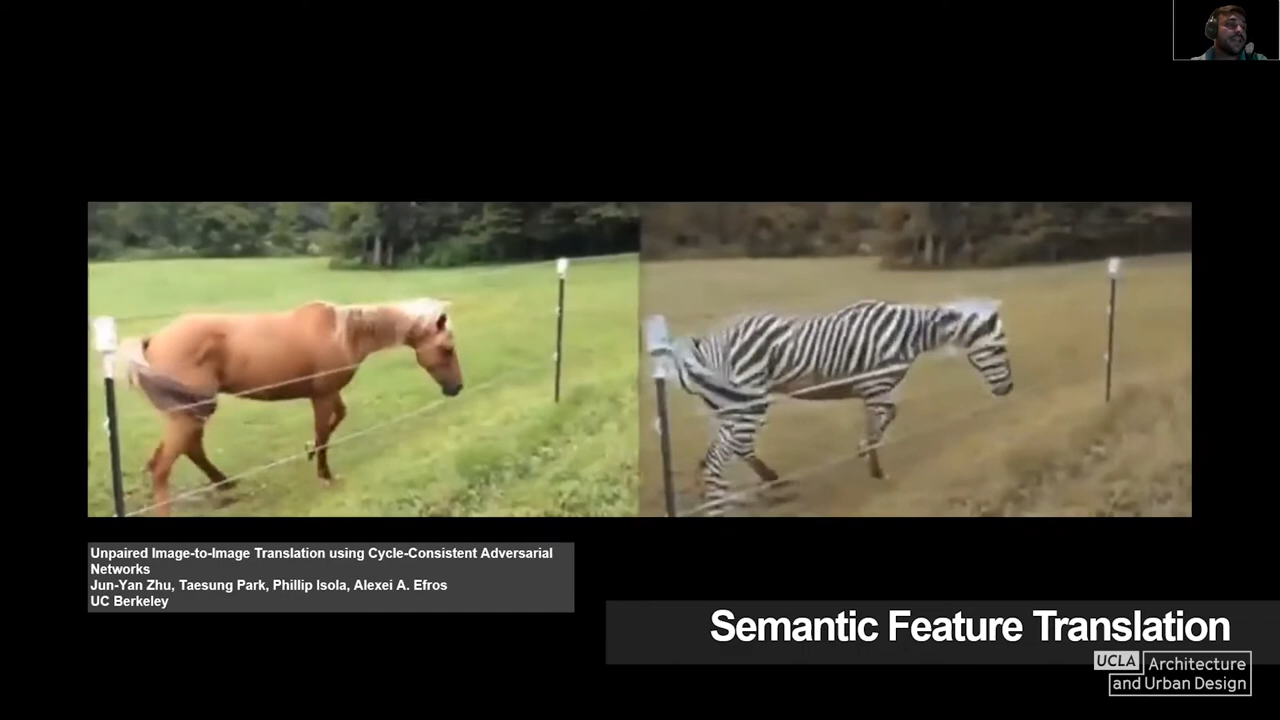 Unpaired Image-to-Image Translation using Cycle-Consistent Adversarial
Networks
Jun-Yan Zhu, Taesung Park, Phillip Isola, Alexei A. Efros
UC Berkeley
Semantic Feature Translation
UCLA Architecture
and Urban Design